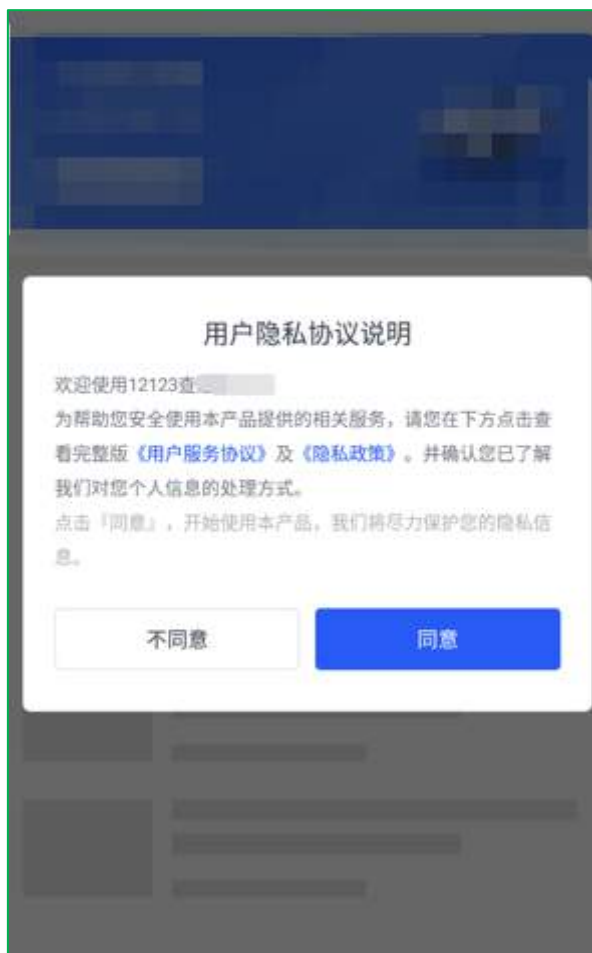 用户隐私协议说明
欢迎使用12123查
为帮助您安全使用本产品提供的相关服务，请您在下方点击查
看完整版《用户服务协议》及《隐私政策》。并确认您已了解
我们对您个人信息的处理方式。
点击『同意』，开始使用本产品，我们将尽力保护您的隐私信
息。
不同意
同意